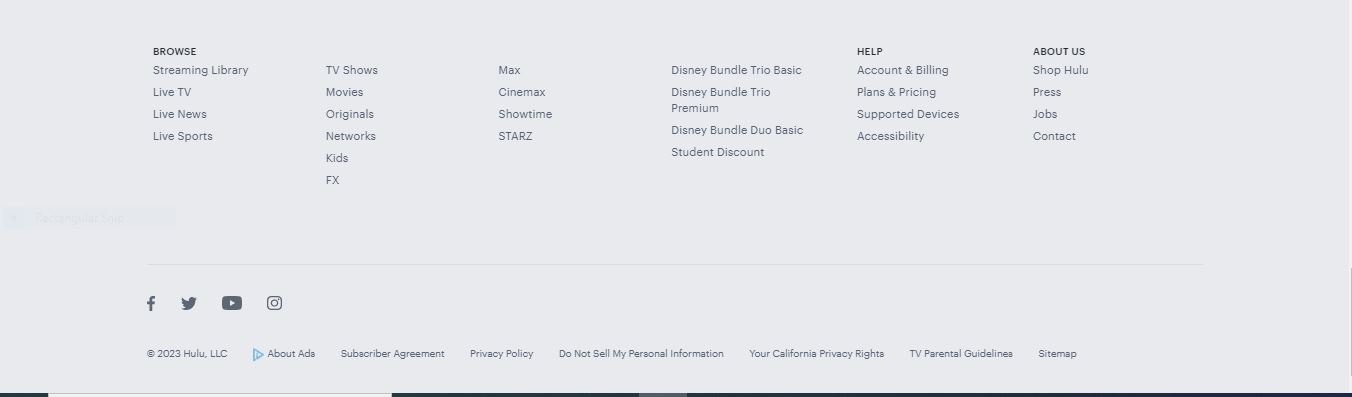 BROWSE
Streaming Library
Live TV
Live News
Live Sports
TV Shows
Movies
Originals
Networks
Kids
FX
Max
Cinemax
Showtime
STARZ
Disney Bundle Trio Basic
Disney Bundle Trio
Premium
Disney Bundle Duo Basic
Student Discount
HELP
Account & Billing
Plans & Pricing
Supported Devices
Accessibility
ABOUT US
Shop Hulu
Press
Jobs
Contact
Rectangular Snip
© 2023 Hulu, LLC
About Ads
Subscriber Agreement
Privacy Policy
Do Not Sell My Personal Information
Your California Privacy Rights
TV Parental Guidelines
Sitemap